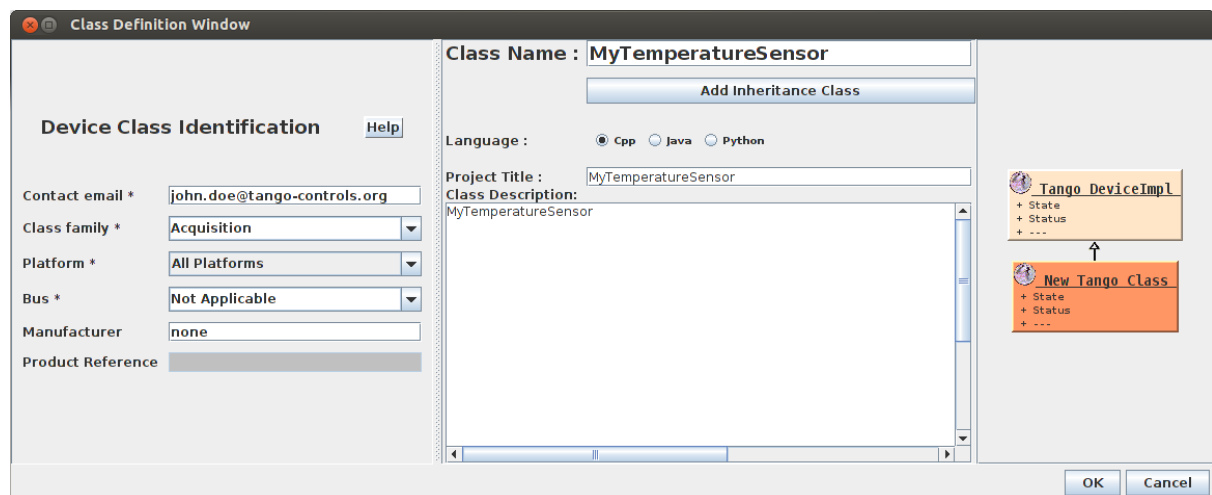 Class Definition Window
Device Class Identification
Help
Contact email *
john.doe@tango-controls.org
Class family *
Acquisition
Platform *
All Platforms
Bus *
Not Applicable
Manufacturer
none
Product Reference
Class Name :
MyTemperatureSensor
Add Inheritance Class
Language :
Cpp
Java
Python
Project Title :
MyTemperatureSensor
Class Description:
MyTemperatureSensor
Tango DeviceImpl
+ State
+ Status
+ ---
New Tango Class
+ State
+ Status
+ ---
OK
Cancel